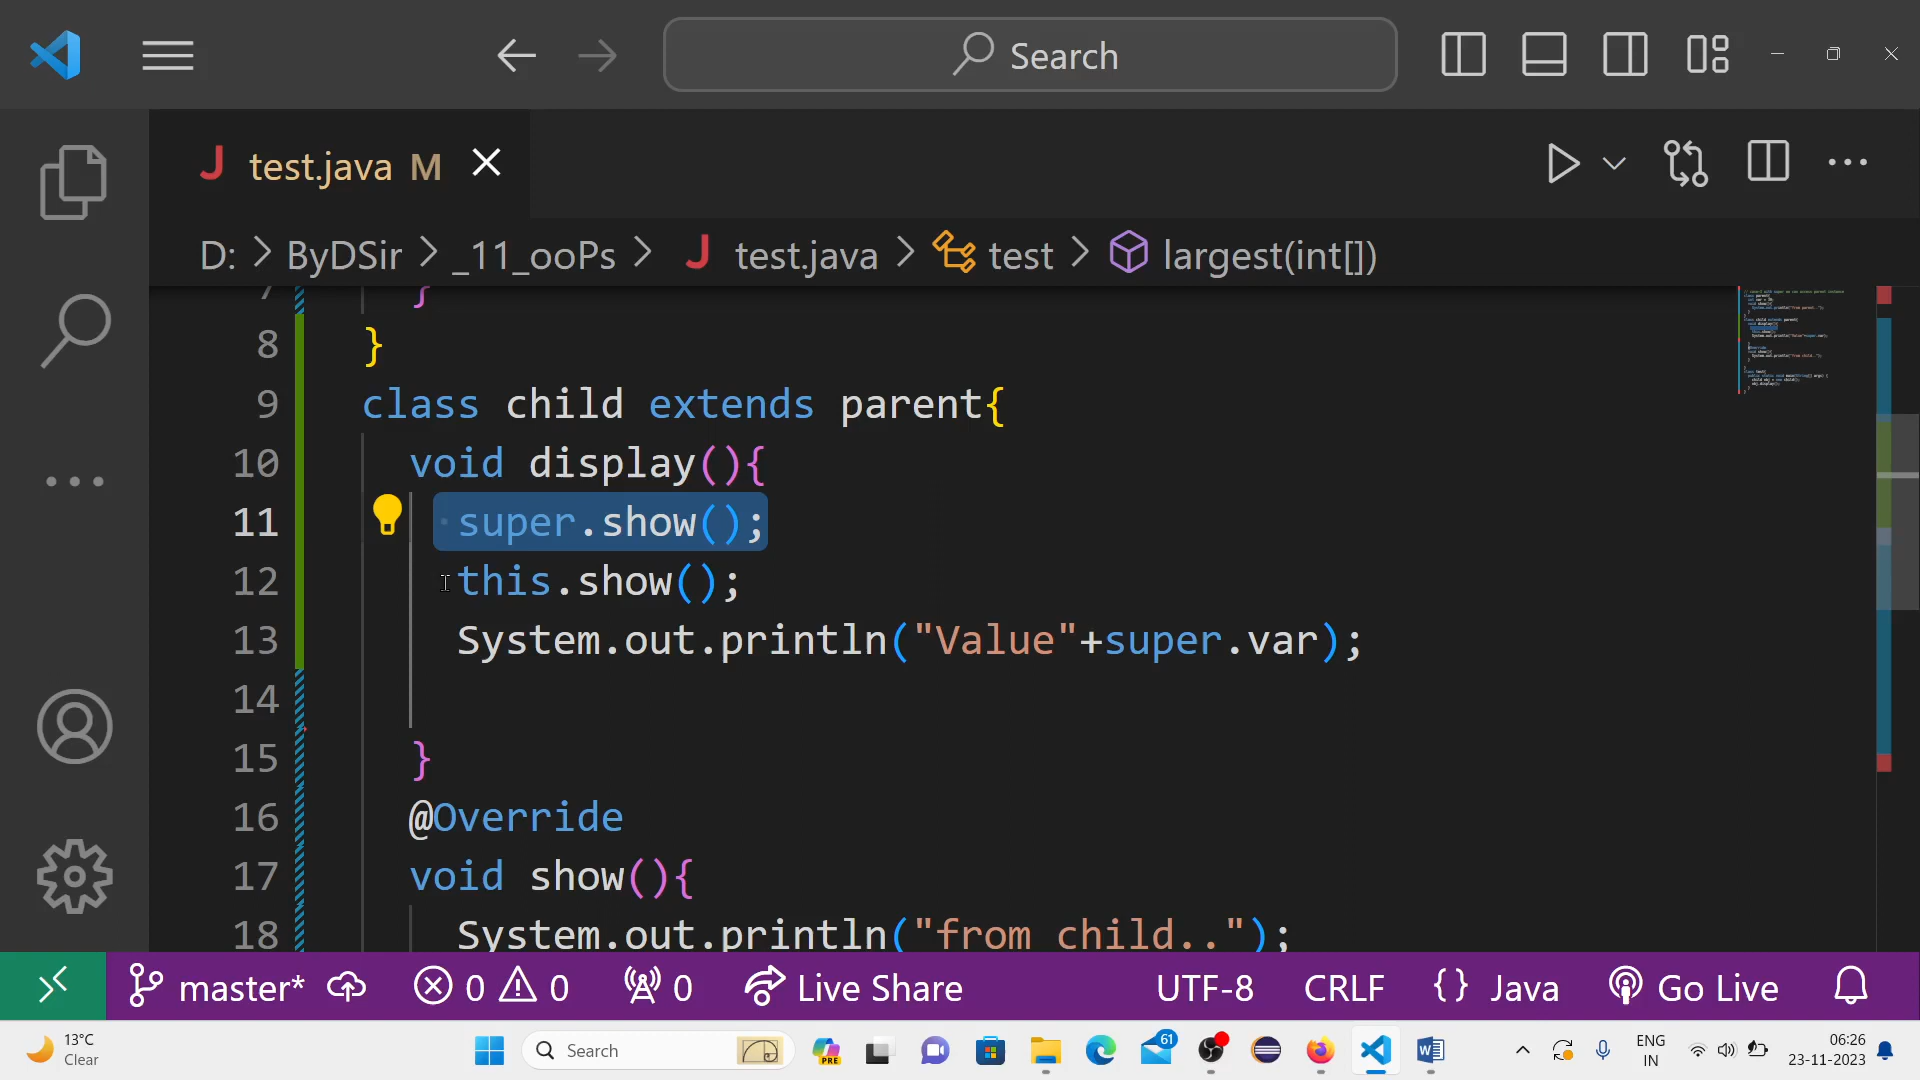 Search
test.java M
D: > ByDSir > _11_ooPs > test.java > test > largest(int[])
7 }
8 }
9 class child extends parent{
10 void display(){
11 super.show();
12 this.show();
13 System.out.println("Value"+super.var);
14
15 }
16 @Override
17 void show(){
18 System.out.println("from child..");
master* 0 0 0 Live Share UTF-8 CRLF {} Java Go Live
13°C
Clear
Search
PRE
61
ENG
IN
06:26
23-11-2023